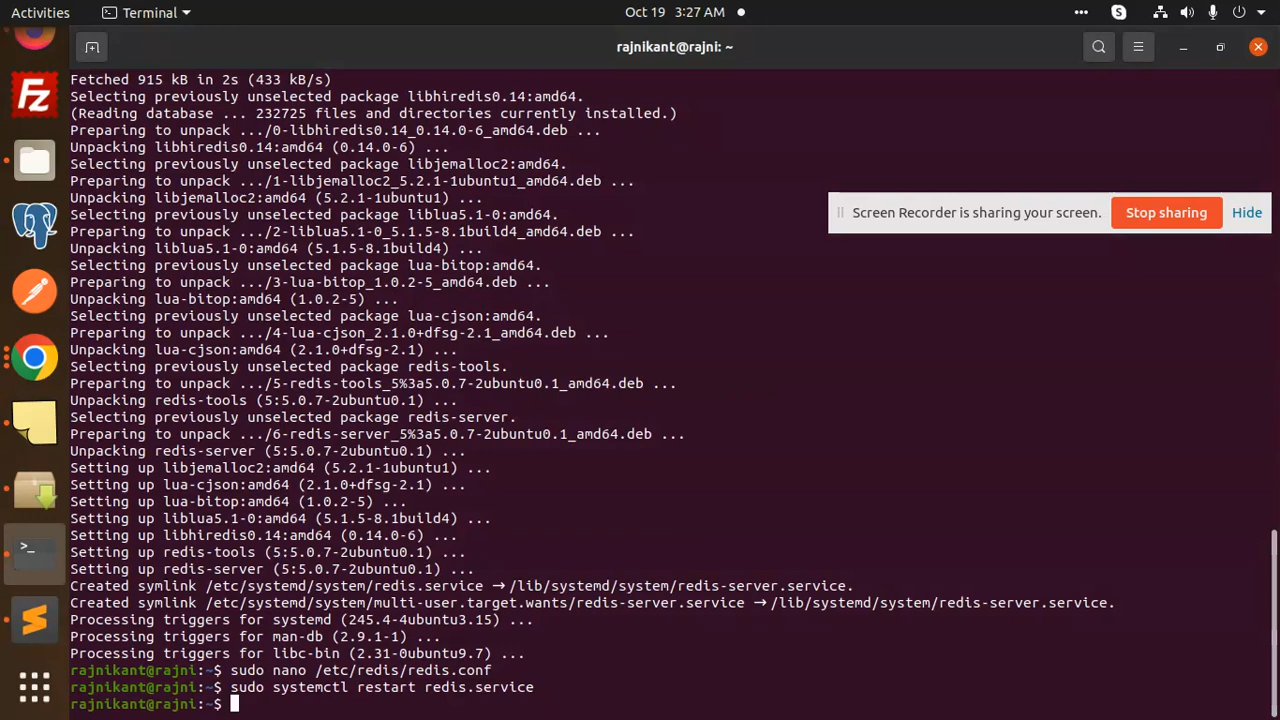 Activities
Terminal
Oct 19 3:27 AM
rajnikant@rajni: ~
Fetched 915 kB in 2s (433 kB/s)
Selecting previously unselected package libhiredis0.14:amd64.
(Reading database ... 232725 files and directories currently installed.)
Preparing to unpack .../0-libhiredis0.14_0.14.0-6_amd64.deb ...
Unpacking libhiredis0.14:amd64 (0.14.0-6) ...
Selecting previously unselected package libjemalloc2:amd64.
Preparing to unpack .../1-libjemalloc2_5.2.1-1ubuntu1_amd64.deb ...
Unpacking libjemalloc2:amd64 (5.2.1-1ubuntu1) ...
Selecting previously unselected package liblua5.1-0:amd64.
Preparing to unpack .../2-liblua5.1-0_5.1.5-8.1build4_amd64.deb ...
Unpacking liblua5.1-0:amd64 (5.1.5-8.1build4) ...
Selecting previously unselected package lua-bitop:amd64.
Preparing to unpack .../3-lua-bitop_1.0.2-5_amd64.deb ...
Unpacking lua-bitop:amd64 (1.0.2-5) ...
Selecting previously unselected package lua-cjson:amd64.
Preparing to unpack .../4-lua-cjson_2.1.0+dfsg-2.1_amd64.deb ...
Unpacking lua-cjson:amd64 (2.1.0+dfsg-2.1) ...
Selecting previously unselected package redis-tools.
Preparing to unpack .../5-redis-tools_5%3a5.0.7-2ubuntu0.1_amd64.deb ...
Unpacking redis-tools (5:5.0.7-2ubuntu0.1) ...
Selecting previously unselected package redis-server.
Preparing to unpack .../6-redis-server_5%3a5.0.7-2ubuntu0.1_amd64.deb ...
Unpacking redis-server (5:5.0.7-2ubuntu0.1) ...
Setting up libjemalloc2:amd64 (5.2.1-1ubuntu1) ...
Setting up lua-cjson:amd64 (2.1.0+dfsg-2.1) ...
Setting up lua-bitop:amd64 (1.0.2-5) ...
Setting up liblua5.1-0:amd64 (5.1.5-8.1build4) ...
Setting up libhiredis0.14:amd64 (0.14.0-6) ...
Setting up redis-tools (5:5.0.7-2ubuntu0.1) ...
Setting up redis-server (5:5.0.7-2ubuntu0.1) ...
Created symlink /etc/systemd/system/redis.service → /lib/systemd/system/redis-server.service.
Created symlink /etc/systemd/system/multi-user.target.wants/redis-server.service → /lib/systemd/system/redis-server.service.
Processing triggers for systemd (245.4-4ubuntu3.15) ...
Processing triggers for man-db (2.9.1-1) ...
Processing triggers for libc-bin (2.31-0ubuntu9.7) ...
rajnikant@rajni:~$ sudo nano /etc/redis/redis.conf
rajnikant@rajni:~$ sudo systemctl restart redis.service
rajnikant@rajni:~$
Screen Recorder is sharing your screen.
Stop sharing
Hide
Fz
>_
S